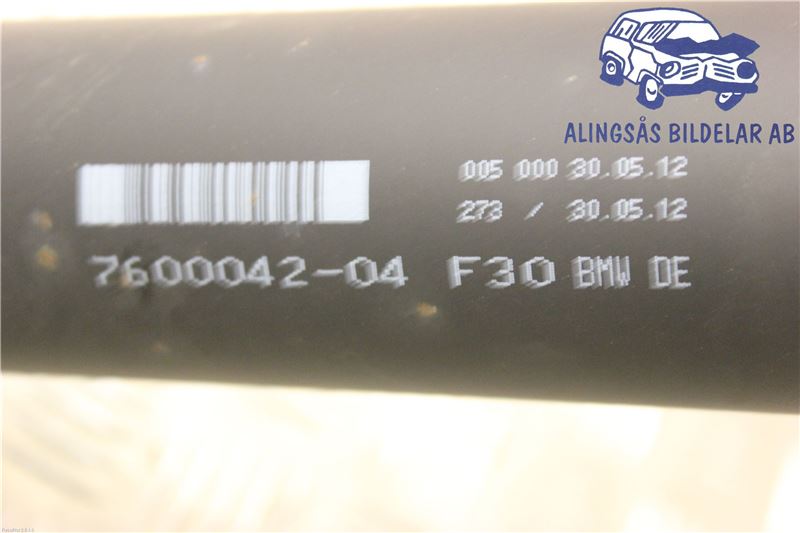 ALINGSÅS BILDELAR AB
005 000 30.05.12
273 / 30.05.12
7600042-04 F30 BMW DE